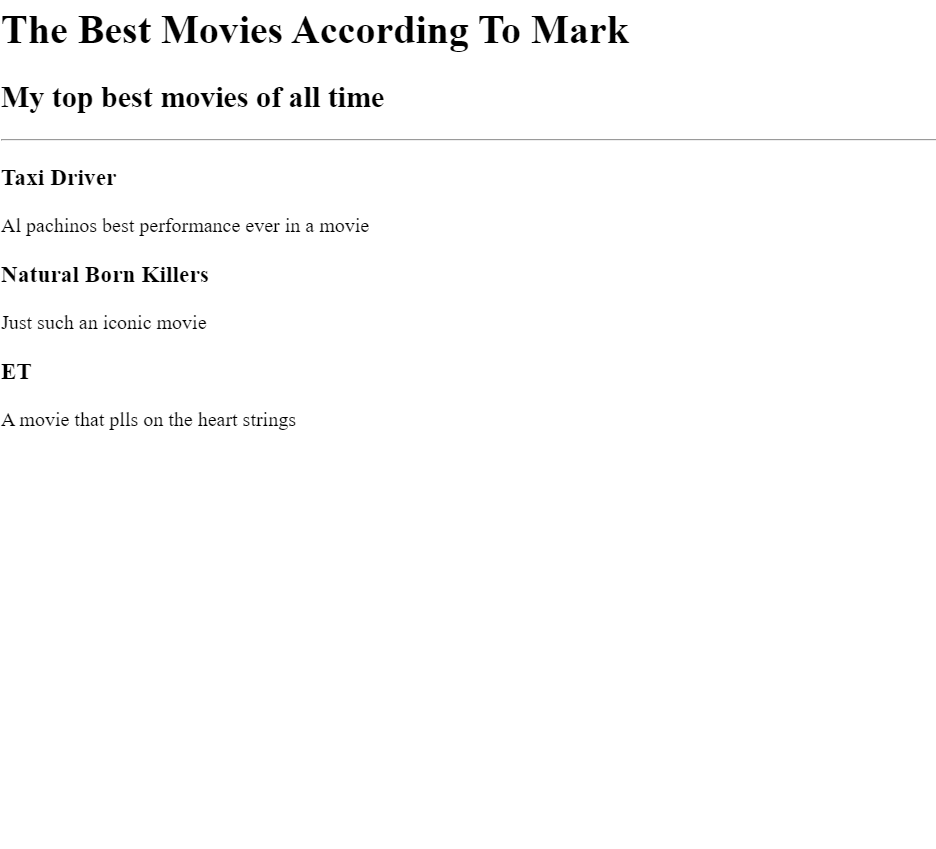 The Best Movies According To Mark
My top best movies of all time
Taxi Driver
Al pachinos best performance ever in a movie
Natural Born Killers
Just such an iconic movie
ET
A movie that plls on the heart strings